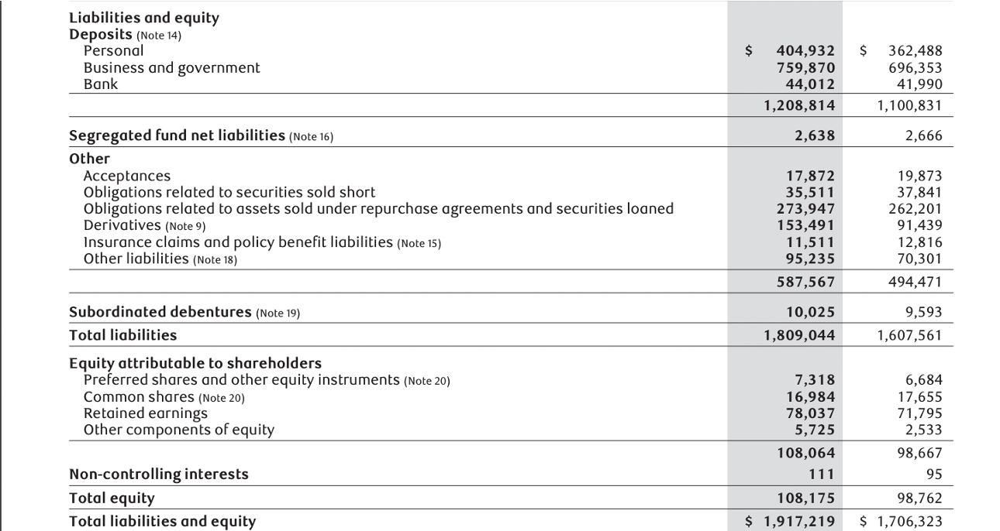 Liabilities and equity
Deposits (Note 14)
Personal $ 404,932 $ 362,488
Business and government 759,870 696,353
Bank 44,012 41,990
1,208,814 1,100,831
Segregated fund net liabilities (Note 16) 2,638 2,666
Other
Acceptances 17,872 19,873
Obligations related to securities sold short 35,511 37,841
Obligations related to assets sold under repurchase agreements and securities loaned 273,947 262,201
Derivatives (Note 9) 153,491 91,439
Insurance claims and policy benefit liabilities (Note 15) 11,511 12,816
Other liabilities (Note 18) 95,235 70,301
587,567 494,471
Subordinated debentures (Note 19) 10,025 9,593
Total liabilities 1,809,044 1,607,561
Equity attributable to shareholders
Preferred shares and other equity instruments (Note 20) 7,318 6,684
Common shares (Note 20) 16,984 17,655
Retained earnings 78,037 71,795
Other components of equity 5,725 2,533
108,064 98,667
Non-controlling interests 111 95
Total equity 108,175 98,762
Total liabilities and equity $ 1,917,219 $ 1,706,323